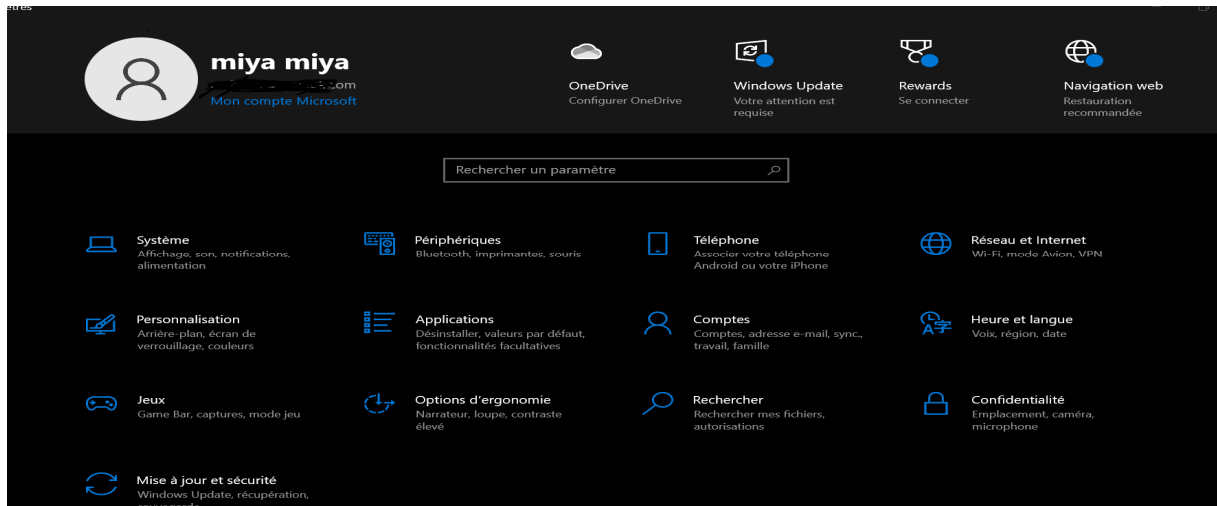 miya miya
com
Mon compte Microsoft
OneDrive
Configurer OneDrive
Windows Update
Votre attention est
requise
Rewards
Se connecter
Navigation web
Restauration
recommandée
Rechercher un paramètre
Système
Affichage, son, notifications,
alimentation
Périphériques
Bluetooth, imprimantes, souris
Téléphone
Associer votre téléphone
Android ou votre iPhone
Réseau et Internet
Wi-Fi, mode Avion, VPN
Personnalisation
Arrière-plan, écran de
verrouillage, couleurs
Applications
Désinstaller, valeurs par défaut,
fonctionnalités facultatives
Comptes
Comptes, adresse e-mail, sync.,
travail, famille
Heure et langue
Voix, région, date
Jeux
Game Bar, captures, mode jeu
Options d'ergonomie
Narrateur, loupe, contraste
élevé
Rechercher
Rechercher mes fichiers,
autorisations
Confidentialité
Emplacement, caméra,
microphone
Mise à jour et sécurité
Windows Update, récupération,